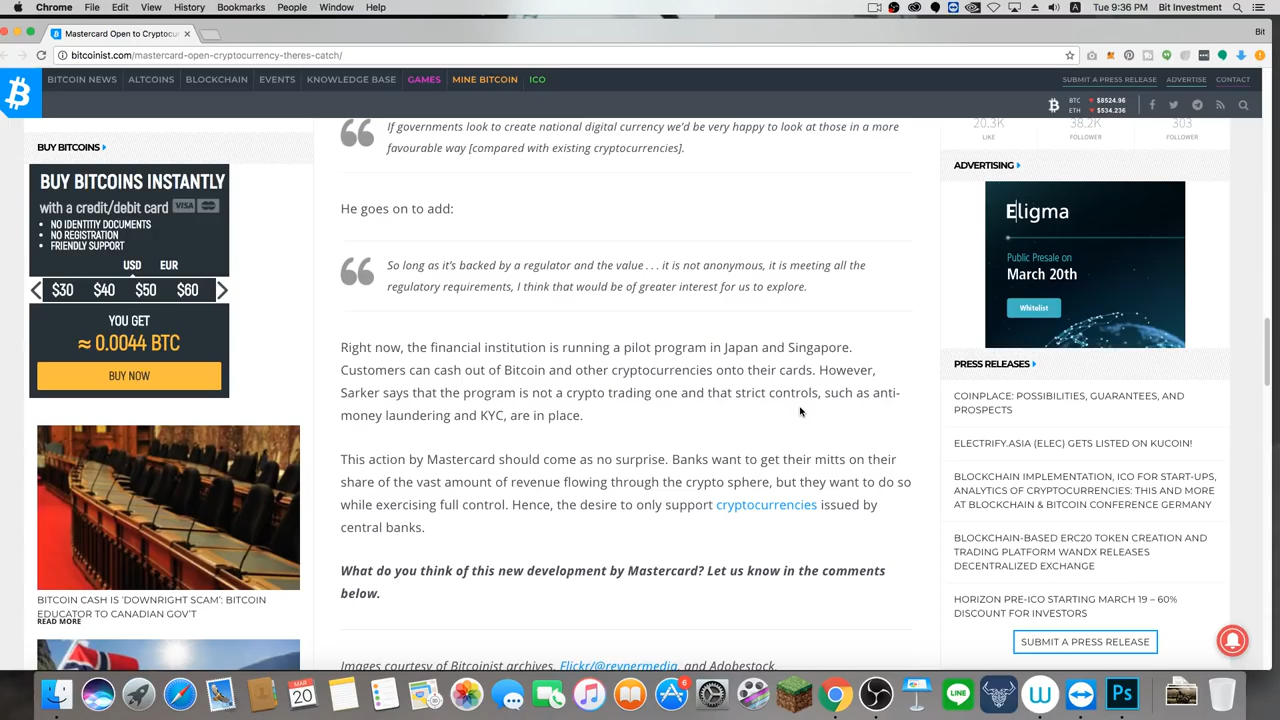 Chrome File Edit View History Bookmarks People Window Help
Tue 9:36 PM Bit Investment
Mastercard Open to Cryptocu
Bit
bitcoinist.com/mastercard-open-cryptocurrency-theres-catch/
BITCOIN NEWS ALTCOINS BLOCKCHAIN EVENTS KNOWLEDGE BASE GAMES MINE BITCOIN ICO
SUBMIT A PRESS RELEASE ADVERTISE CONTACT
BTC $8524.96
ETH $534.236
BUY BITCOINS
BUY BITCOINS INSTANTLY
with a credit/debit card VISA
NO IDENTITIY DOCUMENTS
NO REGISTRATION
FRIENDLY SUPPORT
USD EUR
$30 $40 $50 $60
YOU GET
≈ 0.0044 BTC
BUY NOW
BITCOIN CASH IS ‘DOWNRIGHT SCAM’: BITCOIN
EDUCATOR TO CANADIAN GOV’T
READ MORE
If governments look to create national digital currency we’d be very happy to look at those in a more
favourable way [compared with existing cryptocurrencies].
He goes on to add:
So long as it’s backed by a regulator and the value . . . it is not anonymous, it is meeting all the
regulatory requirements, I think that would be of greater interest for us to explore.
Right now, the financial institution is running a pilot program in Japan and Singapore.
Customers can cash out of Bitcoin and other cryptocurrencies onto their cards. However,
Sarker says that the program is not a crypto trading one and that strict controls, such as anti-
money laundering and KYC, are in place.
This action by Mastercard should come as no surprise. Banks want to get their mitts on their
share of the vast amount of revenue flowing through the crypto sphere, but they want to do so
while exercising full control. Hence, the desire to only support cryptocurrencies issued by
central banks.
What do you think of this new development by Mastercard? Let us know in the comments
below.
Images courtesy of Bitcoinist archives, Flickr/@reynermedia, and Adobestock.
20.3K 38.2K 303
LIKE FOLLOWER FOLLOWER
ADVERTISING
Eligma
Public Presale on
March 20th
Whitelist
PRESS RELEASES
COINPLACE: POSSIBILITIES, GUARANTEES, AND
PROSPECTS
ELECTRIFY.ASIA (ELEC) GETS LISTED ON KUCOIN!
BLOCKCHAIN IMPLEMENTATION, ICO FOR START-UPS,
ANALYTICS OF CRYPTOCURRENCIES: THIS AND MORE
AT BLOCKCHAIN & BITCOIN CONFERENCE GERMANY
BLOCKCHAIN-BASED ERC20 TOKEN CREATION AND
TRADING PLATFORM WANDX RELEASES
DECENTRALIZED EXCHANGE
HORIZON PRE-ICO STARTING MARCH 19 – 60%
DISCOUNT FOR INVESTORS
SUBMIT A PRESS RELEASE
MAR
20
6
LINE
W
Ps